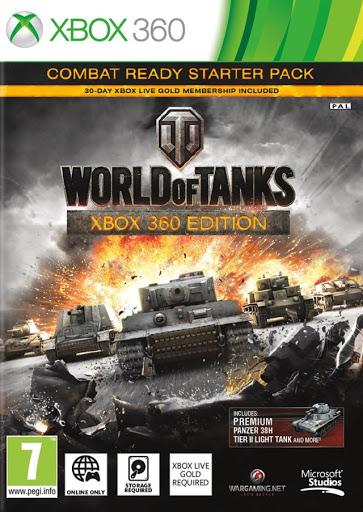 XBOX 360
COMBAT READY STARTER PACK
30-DAY XBOX LIVE GOLD MEMBERSHIP INCLUDED
PAL
WORLD OF TANKS
XBOX 360 EDITION
INCLUDES:
PREMIUM
PANZER 38H
TIER II LIGHT TANK AND MORE!
7
www.pegi.info
ONLINE ONLY
STORAGE
REQUIRED
XBOX LIVE
GOLD
REQUIRED
WARGAMING.NET
LET'S BATTLE
Microsoft
Studios